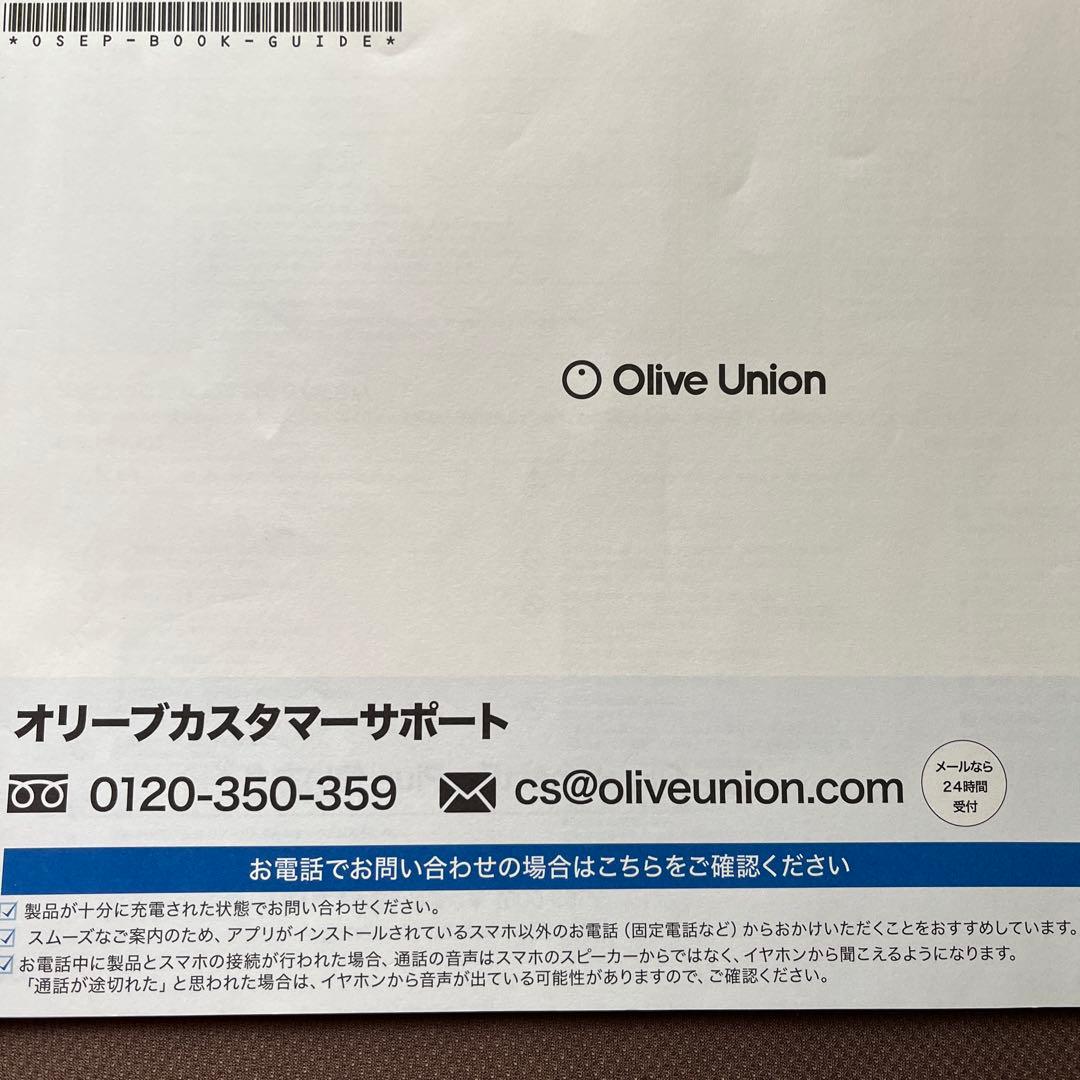 *OSEP-BOOK-GUIDE*
Olive Union
オリーブカスタマーサポート
0120-350-359 cs@oliveunion.com
メールなら
24時間
受付
お電話でお問い合わせの場合はこちらをご確認ください
製品が十分に充電された状態でお問い合わせください。
スムーズなご案内のため、アプリがインストールされているスマホ以外のお電話（固定電話など）からおかけいただくことをおすすめしています。
お電話中に製品とスマホの接続が行われた場合、通話の音声はスマホのスピーカーからではなく、イヤホンから聞こえるようになります。
「通話が途切れた」と思われた場合は、イヤホンから音声が出ている可能性がありますので、ご確認ください。